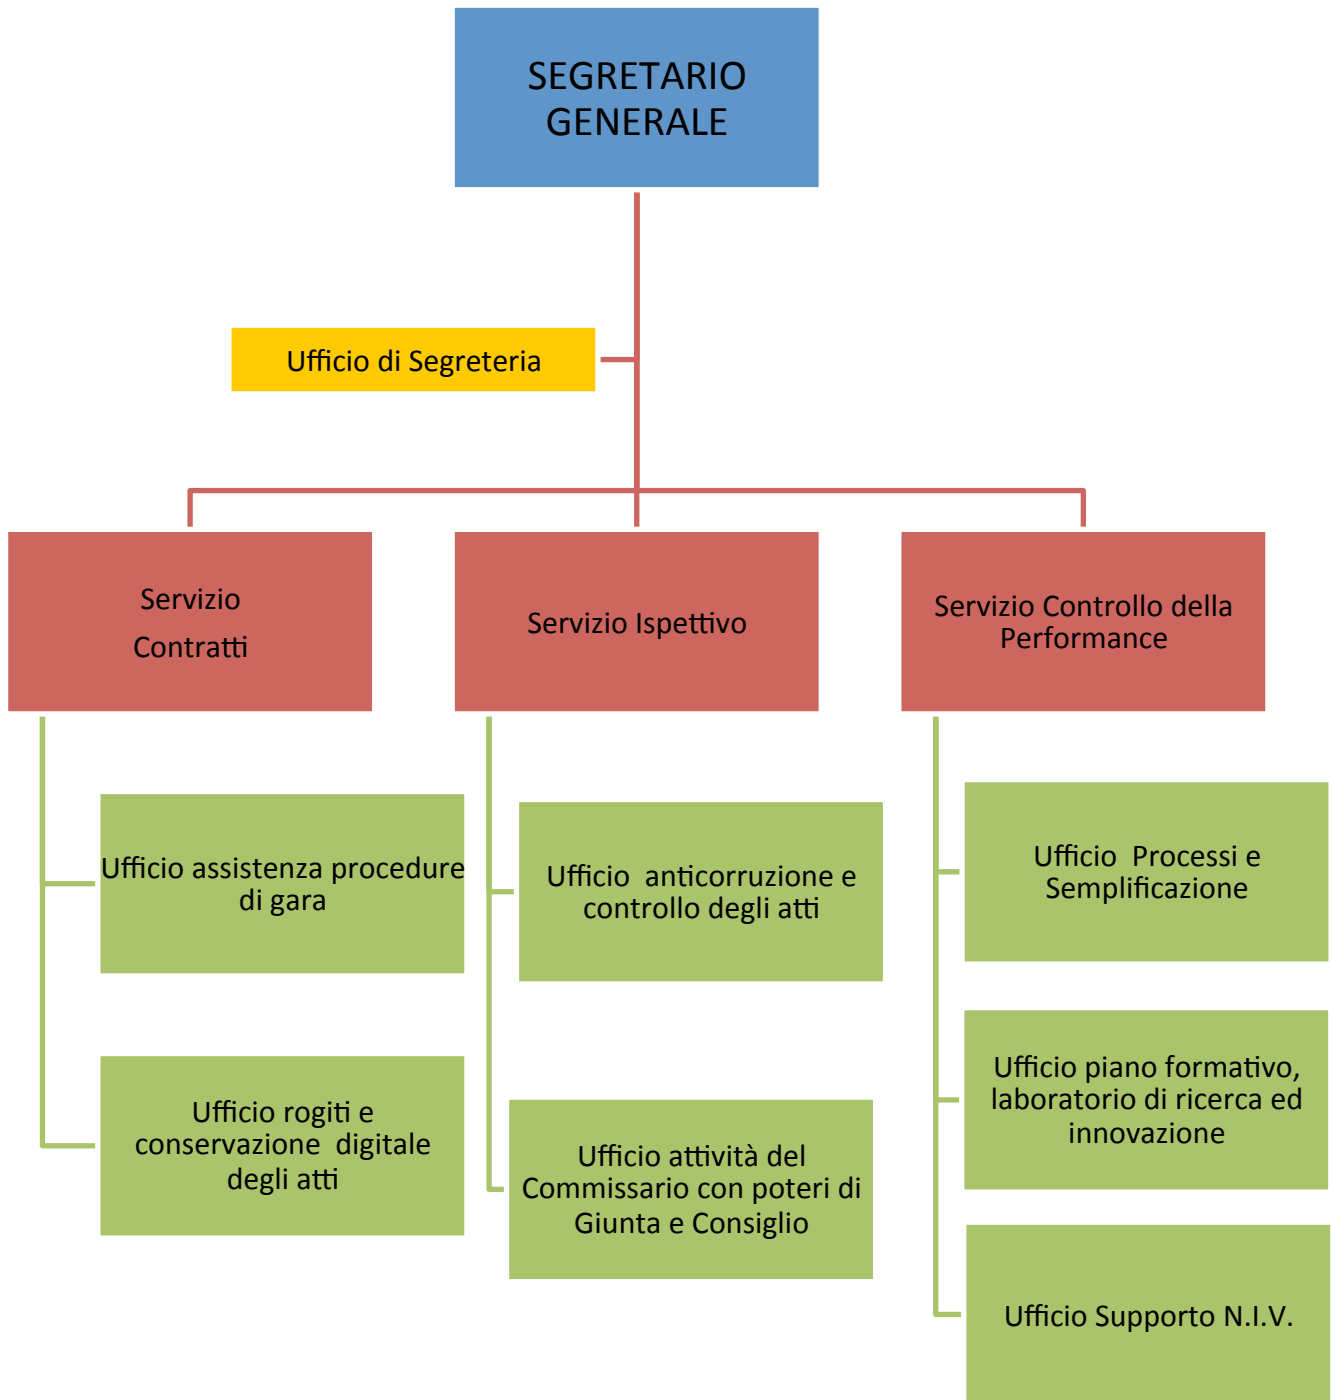 SEGRETARIO
GENERALE
Ufficio di Segreteria
Servizio
Contratti
Servizio Ispettivo
Servizio Controllo della
Performance
Ufficio assistenza procedure
di gara
Ufficio rogiti e
conservazione digitale
degli atti
Ufficio anticorruzione e
controllo degli atti
Ufficio attività del
Commissario con poteri di
Giunta e Consiglio
Ufficio Processi e
Semplificazione
Ufficio piano formativo,
laboratorio di ricerca ed
innovazione
Ufficio Supporto N.I.V.